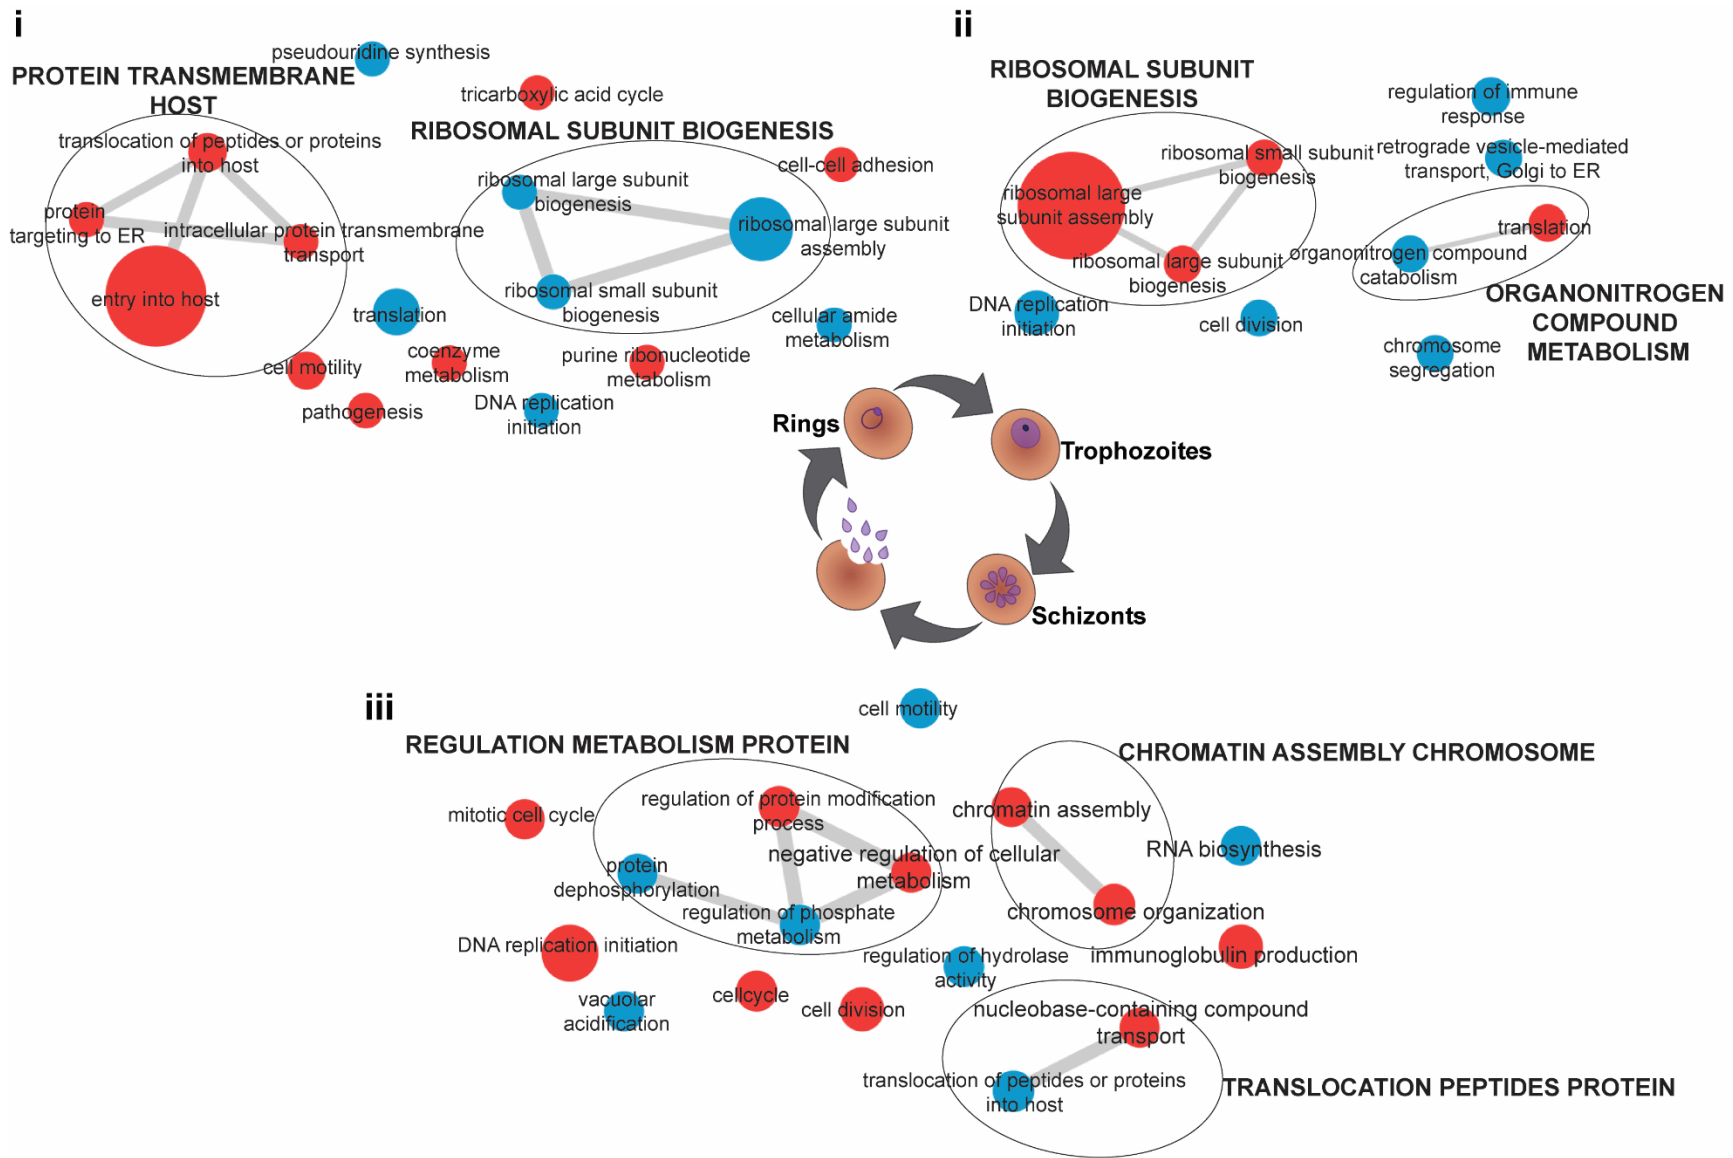 i
pseudouridine synthesis
PROTEIN TRANSMEMBRANE
HOST
tricarboxylic acid cycle
translocation of peptides or proteins
into host
RIBOSOMAL SUBUNIT BIOGENESIS
cell-cell adhesion
ribosomal large subunit
biogenesis
protein
targeting to ER
intracellular protein transmembrane
transport
ribosomal large subunit
assembly
entry into host
ribosomal small subunit
biogenesis
translation
cellular amide
metabolism
cell motility
coenzyme
metabolism
purine ribonucleotide
metabolism
pathogenesis
DNA replication
initiation
ii
RIBOSOMAL SUBUNIT
BIOGENESIS
regulation of immune
response
ribosomal small subunit
biogenesis
retrograde vesicle-mediated
transport, Golgi to ER
ribosomal large
subunit assembly
translation
ribosomal large subunit
biogenesis
organonitrogen compound
catabolism
DNA replication
initiation
cell division
ORGANONITROGEN
COMPOUND
METABOLISM
chromosome
segregation
Rings
Trophozoites
Schizonts
iii
cell motility
REGULATION METABOLISM PROTEIN
CHROMATIN ASSEMBLY CHROMOSOME
mitotic cell cycle
regulation of protein modification
process
chromatin assembly
negative regulation of cellular
metabolism
RNA biosynthesis
protein
dephosphorylation
regulation of phosphate
metabolism
chromosome organization
DNA replication initiation
regulation of hydrolase
activity
immunoglobulin production
vacuolar
acidification
cellcycle
cell division
nucleobase-containing compound
transport
translocation of peptides or proteins
into host
TRANSLOCATION PEPTIDES PROTEIN